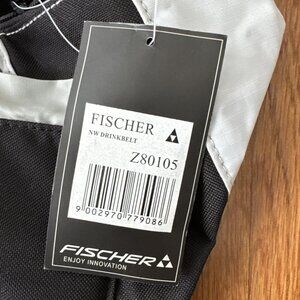 FISCHER
NW DRINKBELT
Z80105
9 002970 779086
FISCHER
ENJOY INNOVATION